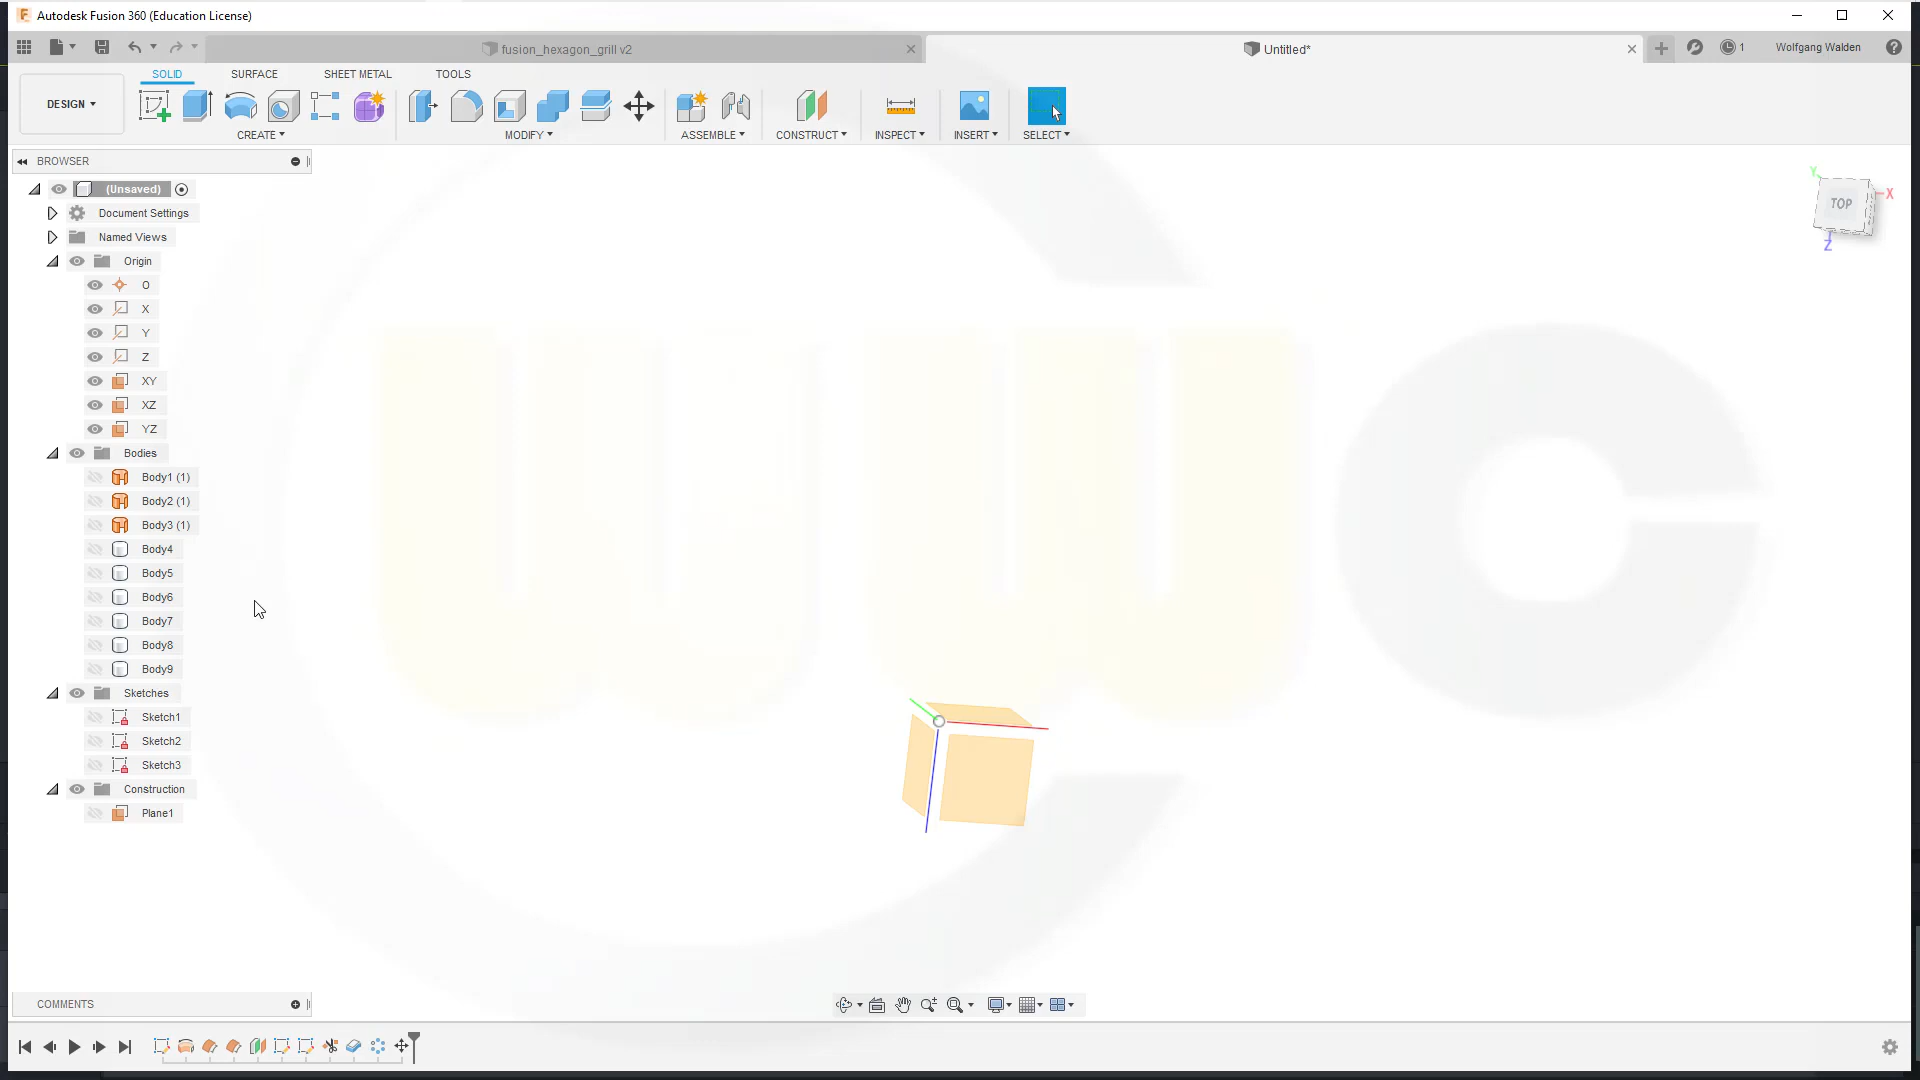 Autodesk Fusion 360 (Education License)
fusion_hexagon_grill v2
Untitled*
1
Wolfgang Walden
DESIGN
SOLID
SURFACE
SHEET METAL
TOOLS
CREATE
MODIFY
ASSEMBLE
CONSTRUCT
INSPECT
INSERT
SELECT
BROWSER
(Unsaved)
Document Settings
Named Views
Origin
O
X
Y
Z
XY
XZ
YZ
Bodies
Body1 (1)
Body2 (1)
Body3 (1)
Body4
Body5
Body6
Body7
Body8
Body9
Sketches
Sketch1
Sketch2
Sketch3
Construction
Plane1
Y
TOP
X
Z
wwc
COMMENTS